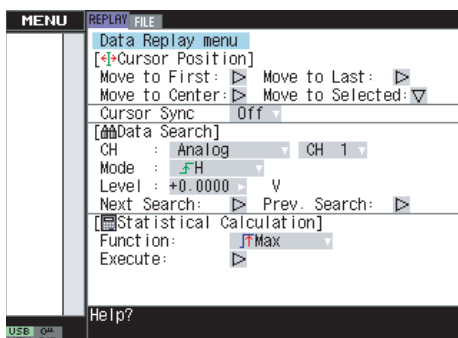 MENU REPLAY FILE
Data Replay menu
[Cursor Position]
Move to First: Move to Last:
Move to Center: Move to Selected:
Cursor Sync Off
[Data Search]
CH : Analog CH 1
Mode : H
Level : +0.0000 V
Next Search: Prev. Search:
[Statistical Calculation]
Function: Max
Execute:
Help?
USB